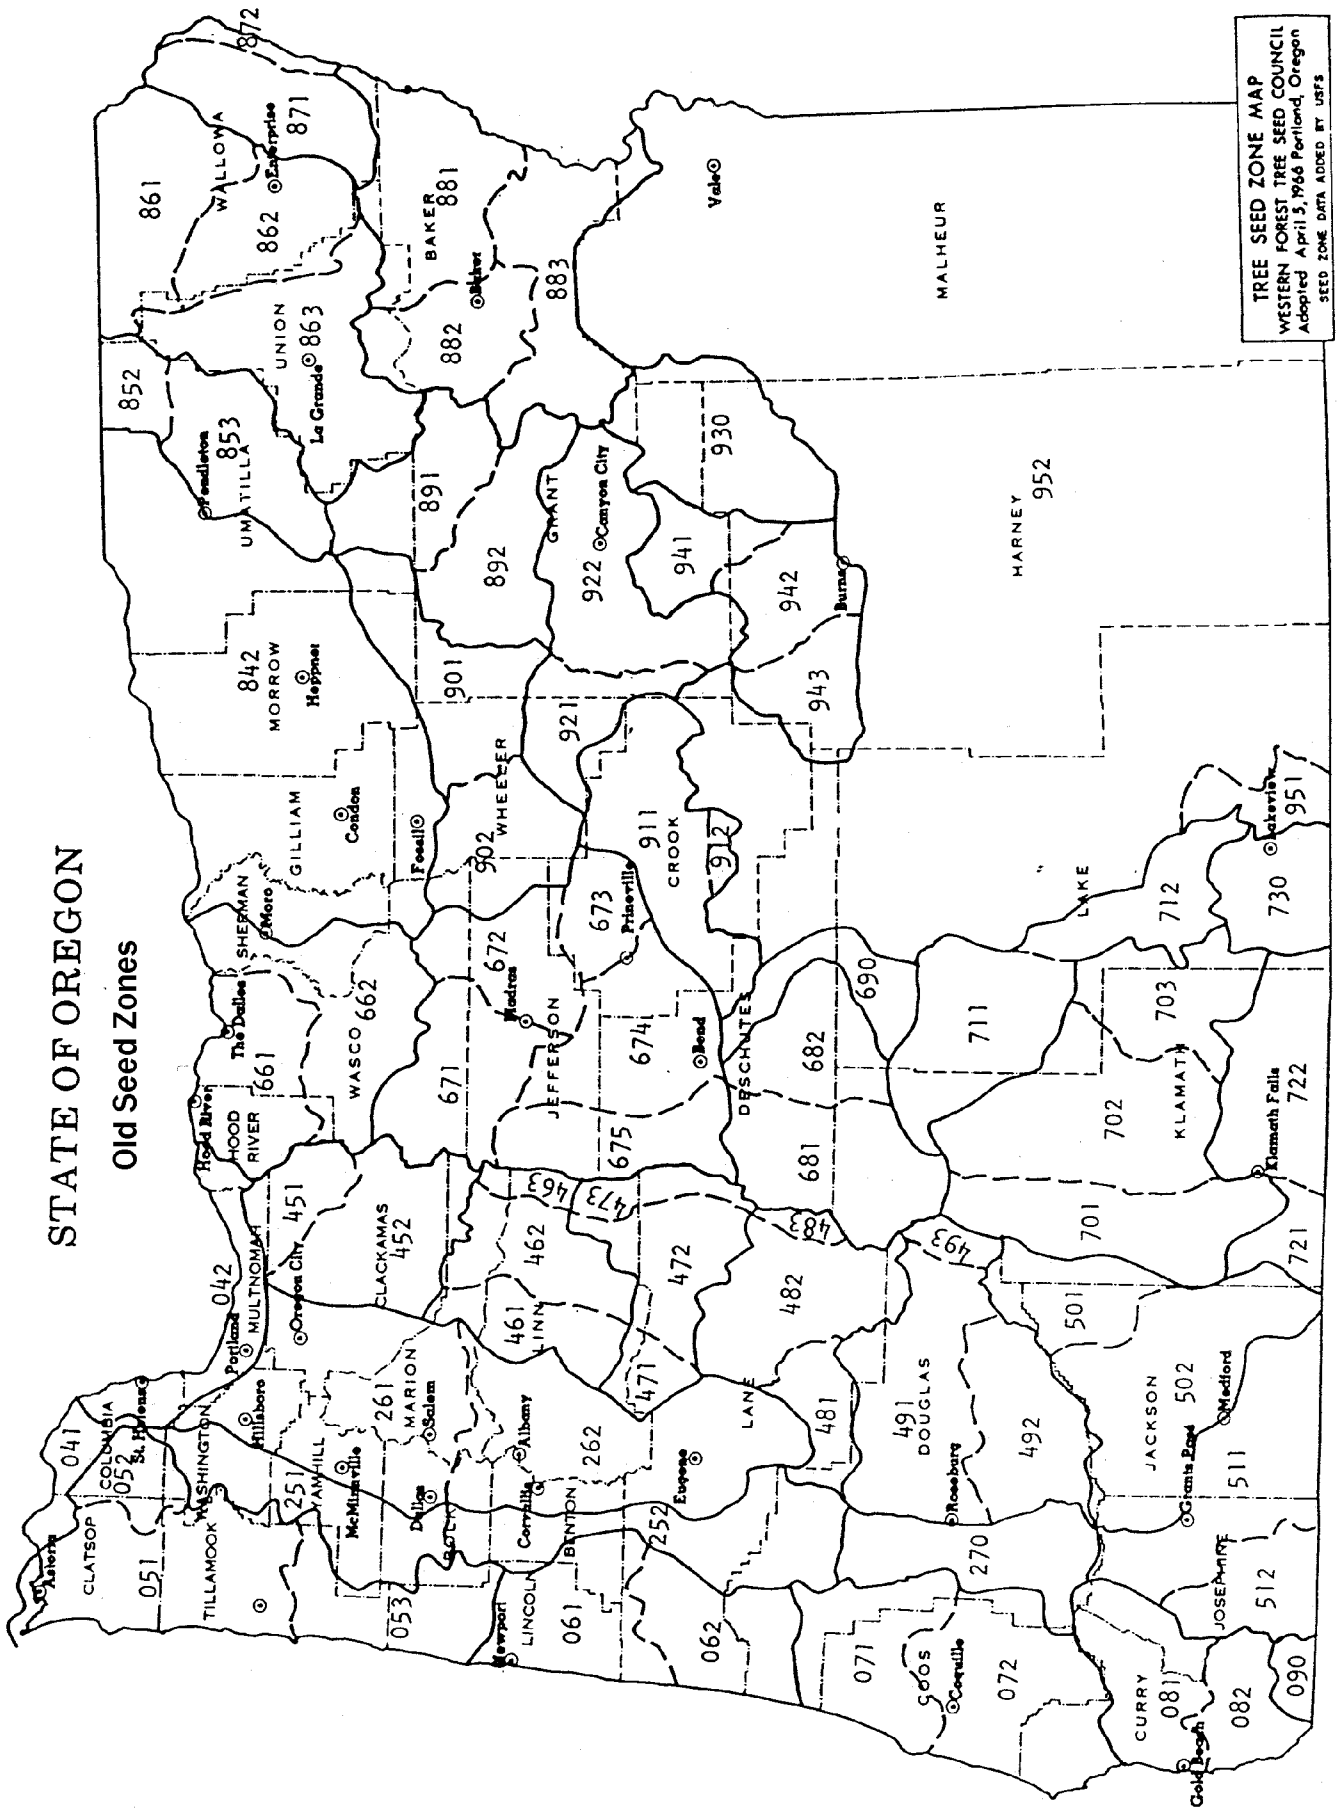 STATE OF OREGON
Old Seed Zones
872
871
861
WALLOWA
Enterprise
862
881
BAKER
Baker
883
882
UNION
863
La Grande
852
853
Pendleton
UMATILLA
Vale
MALHEUR
891
892
GRANT
922
Canyon City
930
941
942
Burns
943
HARNEY
952
842
MORROW
Heppner
901
921
WHEELER
902
GILLIAM
Condon
Fossil
911
CROOK
912
SHERMAN
Moro
The Dalles
661
662
WASCO
671
672
Madras
JEFFERSON
673
Prineville
674
675
Bend
DESCHUTES
682
681
690
711
LAKE
712
Lakeview
951
730
703
702
KLAMATH
701
Klamath Falls
722
721
Hood River
HOOD
RIVER
042
MULTNOMAH
Portland
451
Oregon City
CLACKAMAS
452
463
462
461
LINN
473
472
471
483
482
481
LANE
493
491
DOUGLAS
492
Roseburg
501
502
JACKSON
Medford
Grants Pass
511
041
COLUMBIA
052
St. Helens
WASHINGTON
Hillsboro
251
YAMHILL
McMinnville
261
MARION
Salem
Dallas
POLK
Albany
Corvallis
BENTON
262
252
Eugene
Astoria
CLATSOP
051
TILLAMOOK
053
Newport
LINCOLN
061
062
270
071
COOS
Coquille
072
CURRY
081
Gold Beach
082
090
JOSEPHINE
512
TREE SEED ZONE MAP
WESTERN FOREST TREE SEED COUNCIL
Adopted April 5, 1966 Portland, Oregon
SEED ZONE DATA ADDED BY USFS